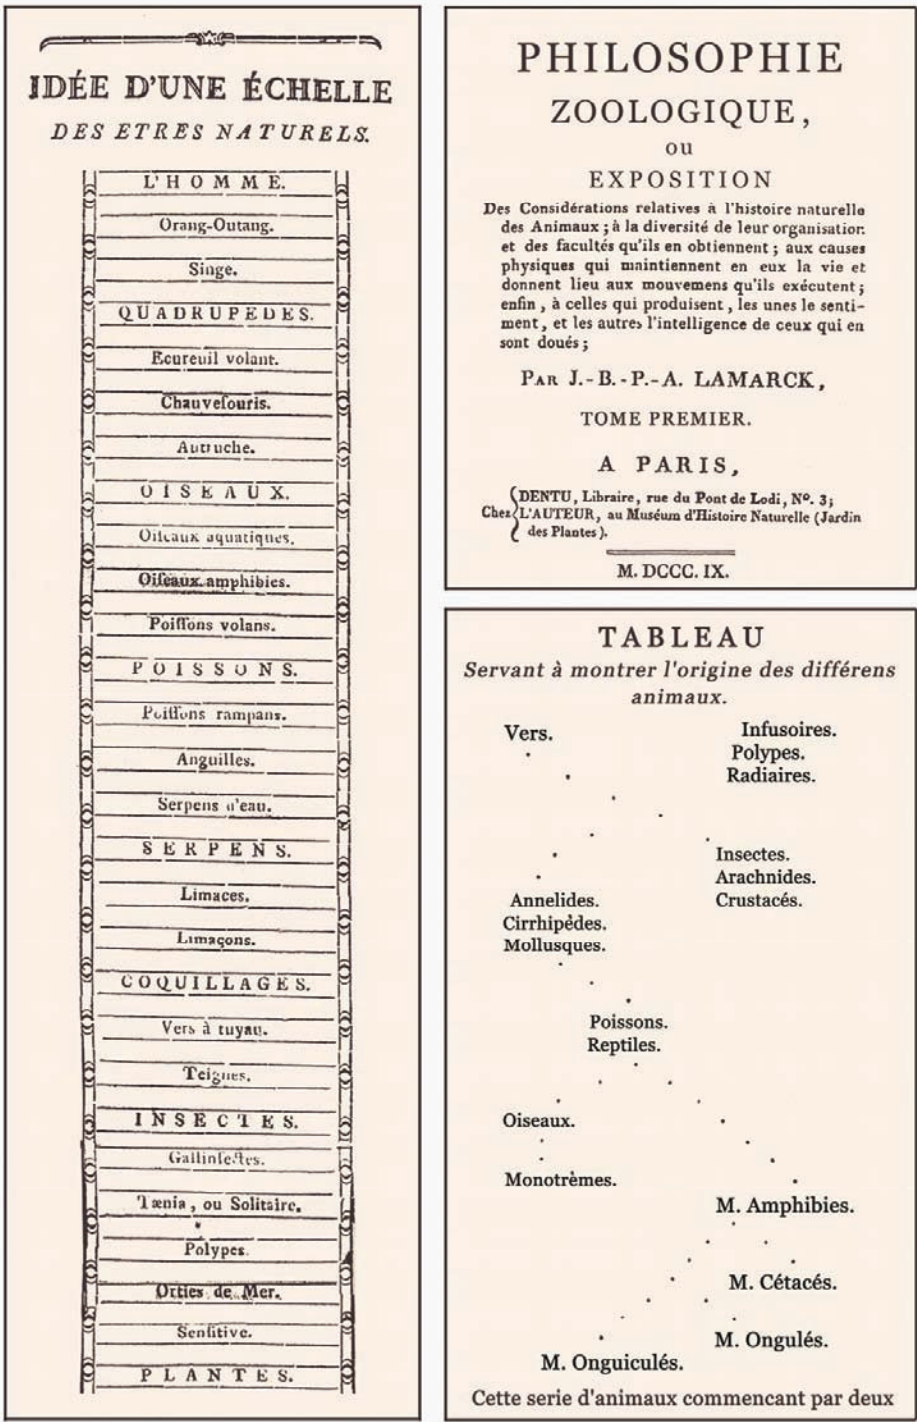 IDÉE D'UNE ÉCHELLE
DES ETRES NATURELS.
L'HOMME.
Orang-Outang.
Singe.
QUADRUPEDES.
Ecureuil volant.
Chauveſouris.
Autruche.
OISEAUX.
Oiſeaux aquatiques.
Oiſeaux amphibies.
Poiſſons volans.
POISSONS.
Poiſſons rampans.
Anguilles.
Serpens d'eau.
SERPENS.
Limaces.
Limaçons.
COQUILLAGES.
Vers à tuyau.
Teignes.
INSECTES.
Gallinſectes.
Tænia, ou Solitaire.
Polypes.
Orties de Mer.
Senſitive.
PLANTES.
PHILOSOPHIE
ZOOLOGIQUE,
ou
EXPOSITION
Des Considérations relatives à l'histoire naturelle
des Animaux; à la diversité de leur organisation
et des facultés qu'ils en obtiennent; aux causes
physiques qui maintiennent en eux la vie et
donnent lieu aux mouvemens qu'ils exécutent;
enfin, à celles qui produisent, les unes le senti-
ment, et les autres l'intelligence de ceux qui en
sont doués;
PAR J.-B.-P.-A. LAMARCK,
TOME PREMIER.
A PARIS,
Chez DENTU, Libraire, rue du Pont de Lodi, Nº. 3;
L'AUTEUR, au Muséum d'Histoire Naturelle (Jardin
des Plantes).
M. DCCC. IX.
TABLEAU
Servant à montrer l'origine des différens
animaux.
Vers. Infusoires.
Polypes.
Radiaires.
Insectes.
Arachnides.
Annelides. Crustacés.
Cirrhipèdes.
Mollusques.
Poissons.
Reptiles.
Oiseaux.
Monotrèmes.
M. Amphibies.
M. Cétacés.
M. Ongulés.
M. Onguiculés.
Cette serie d'animaux commencant par deux